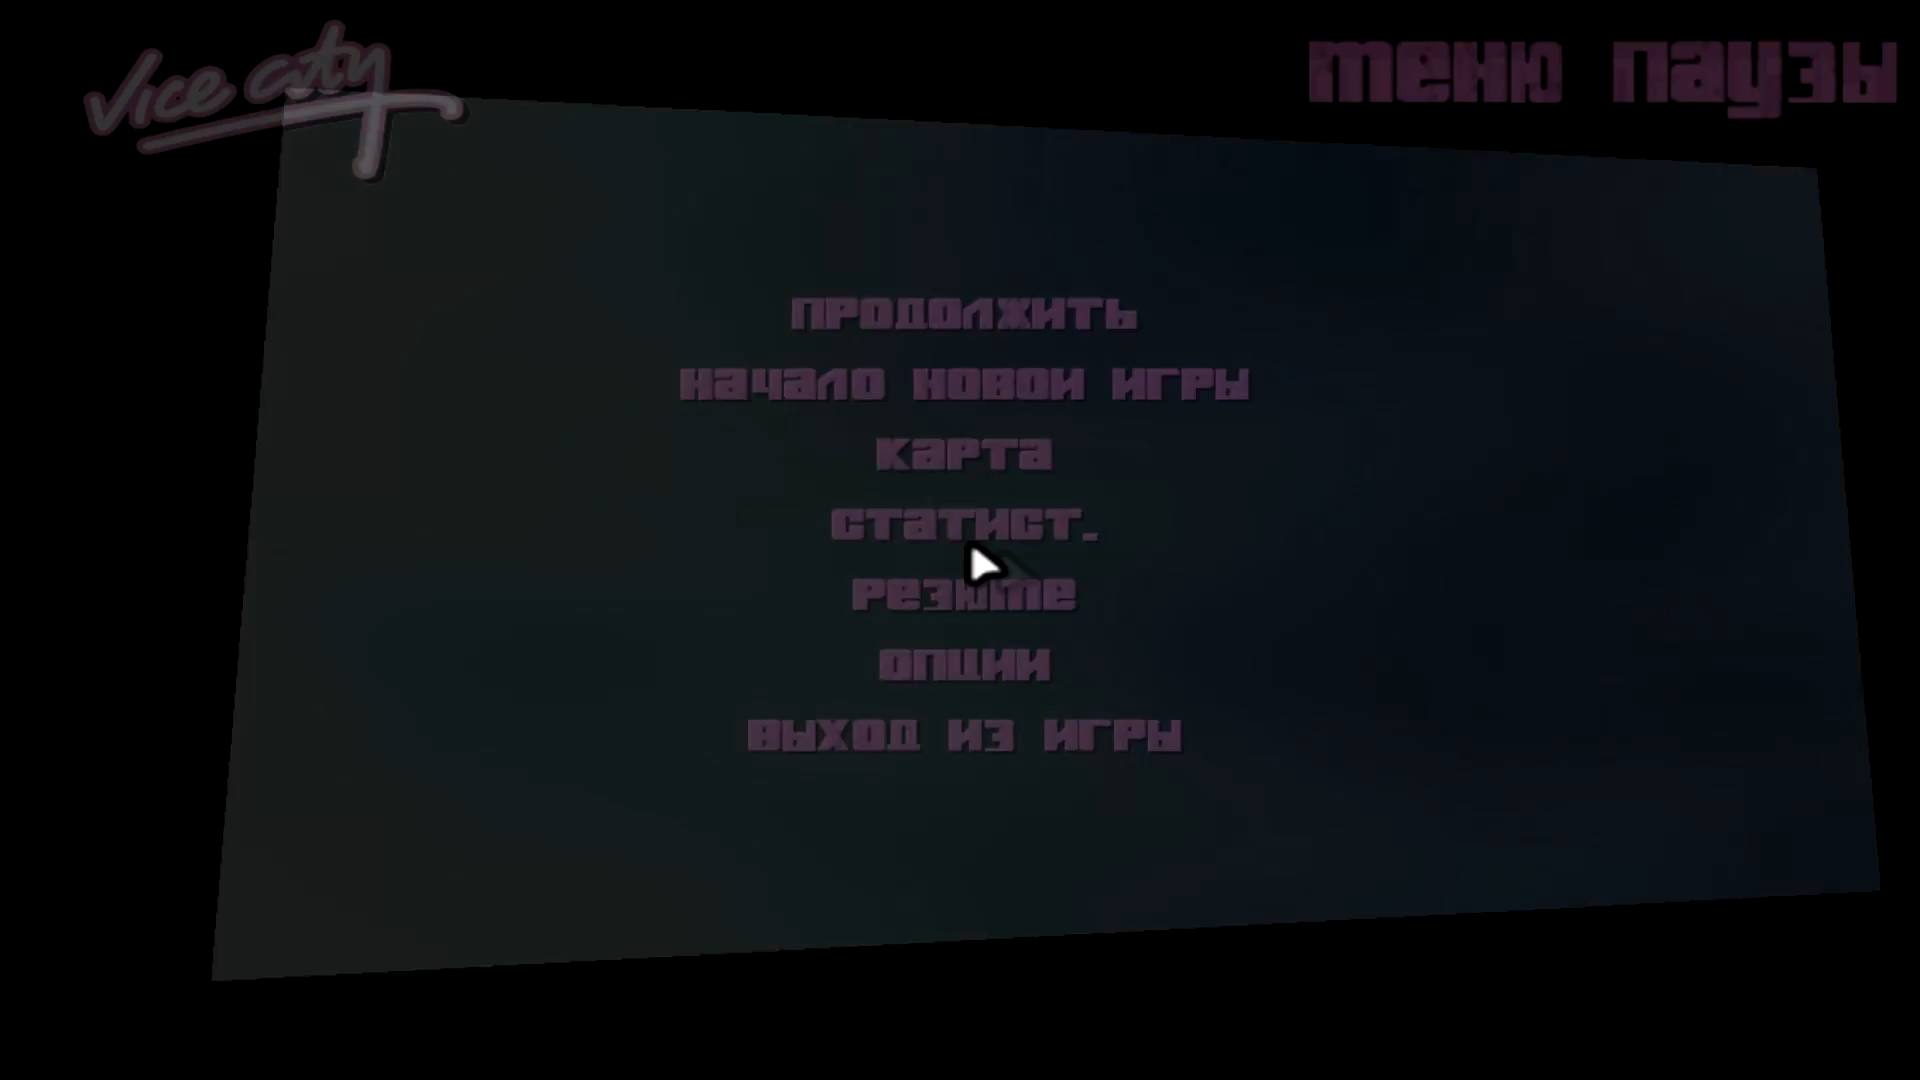 vice city
меню паузы
продолжить
начало новой игры
карта
статист.
резюме
опции
выход из игры